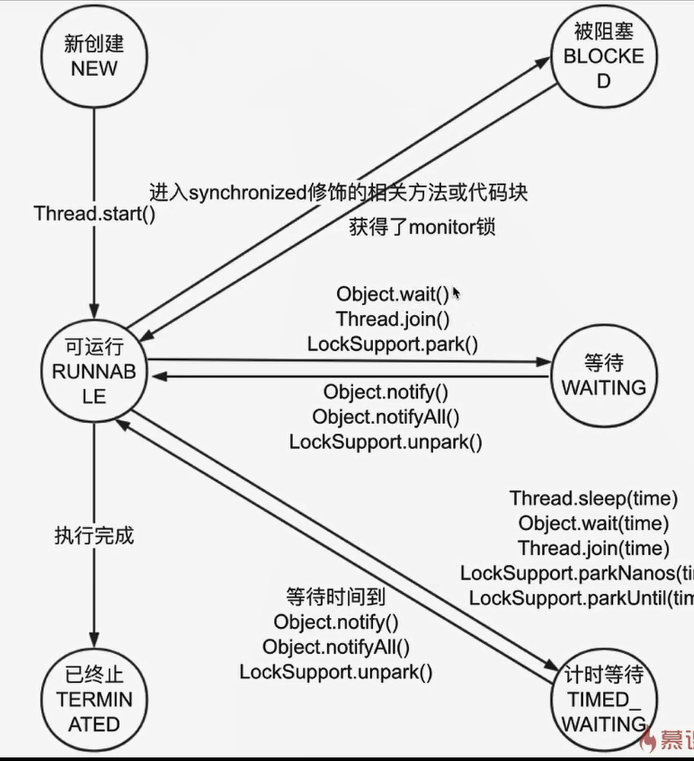 新创建
NEW
被阻塞
BLOCKE
D
进入synchronized修饰的相关方法或代码块
Thread.start()
获得了monitor锁
Object.wait()
Thread.join()
LockSupport.park()
可运行
RUNNAB
LE
等待
WAITING
Object.notify()
Object.notifyAll()
LockSupport.unpark()
Thread.sleep(time)
Object.wait(time)
Thread.join(time)
LockSupport.parkNanos(ti
LockSupport.parkUntil(tim
执行完成
等待时间到
Object.notify()
Object.notifyAll()
LockSupport.unpark()
已终止
TERMIN
ATED
计时等待
TIMED_
WAITING
慕